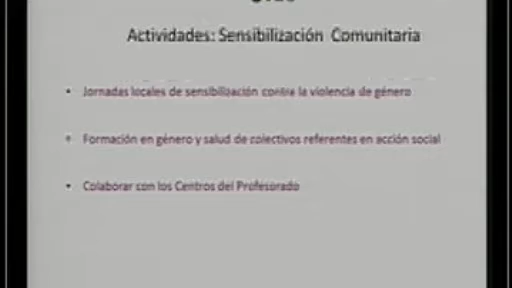 Actividades: Sensibilización Comunitaria
• Jornadas locales de sensibilización contra la violencia de género
• Formación en género y salud de colectivos referentes en acción social
• Colaborar con los Centros del Profesorado